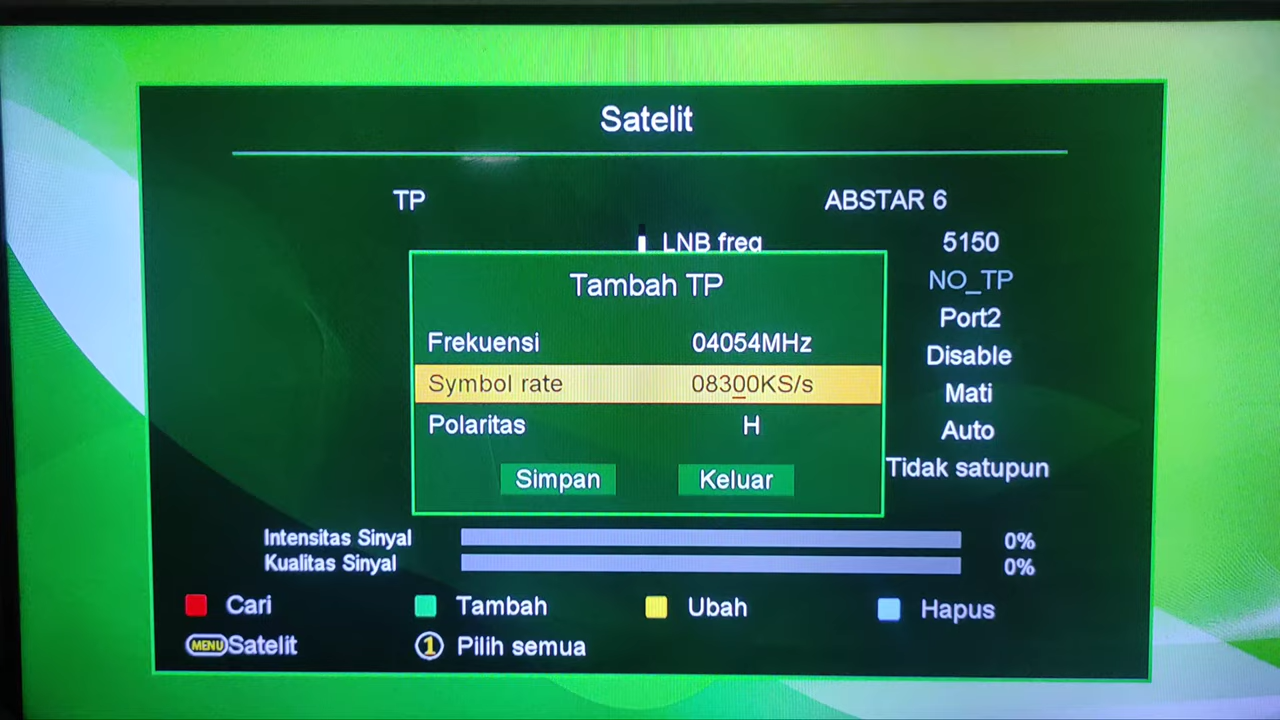 Satelit
TP ABSTAR 6
LNB freq 5150
NO_TP
Port2
Disable
Mati
Auto
Tidak satupun
Tambah TP
Frekuensi 04054MHz
Symbol rate 08300KS/s
Polaritas H
Simpan Keluar
Intensitas Sinyal 0%
Kualitas Sinyal 0%
Cari Tambah Ubah Hapus
MENU Satelit 1 Pilih semua